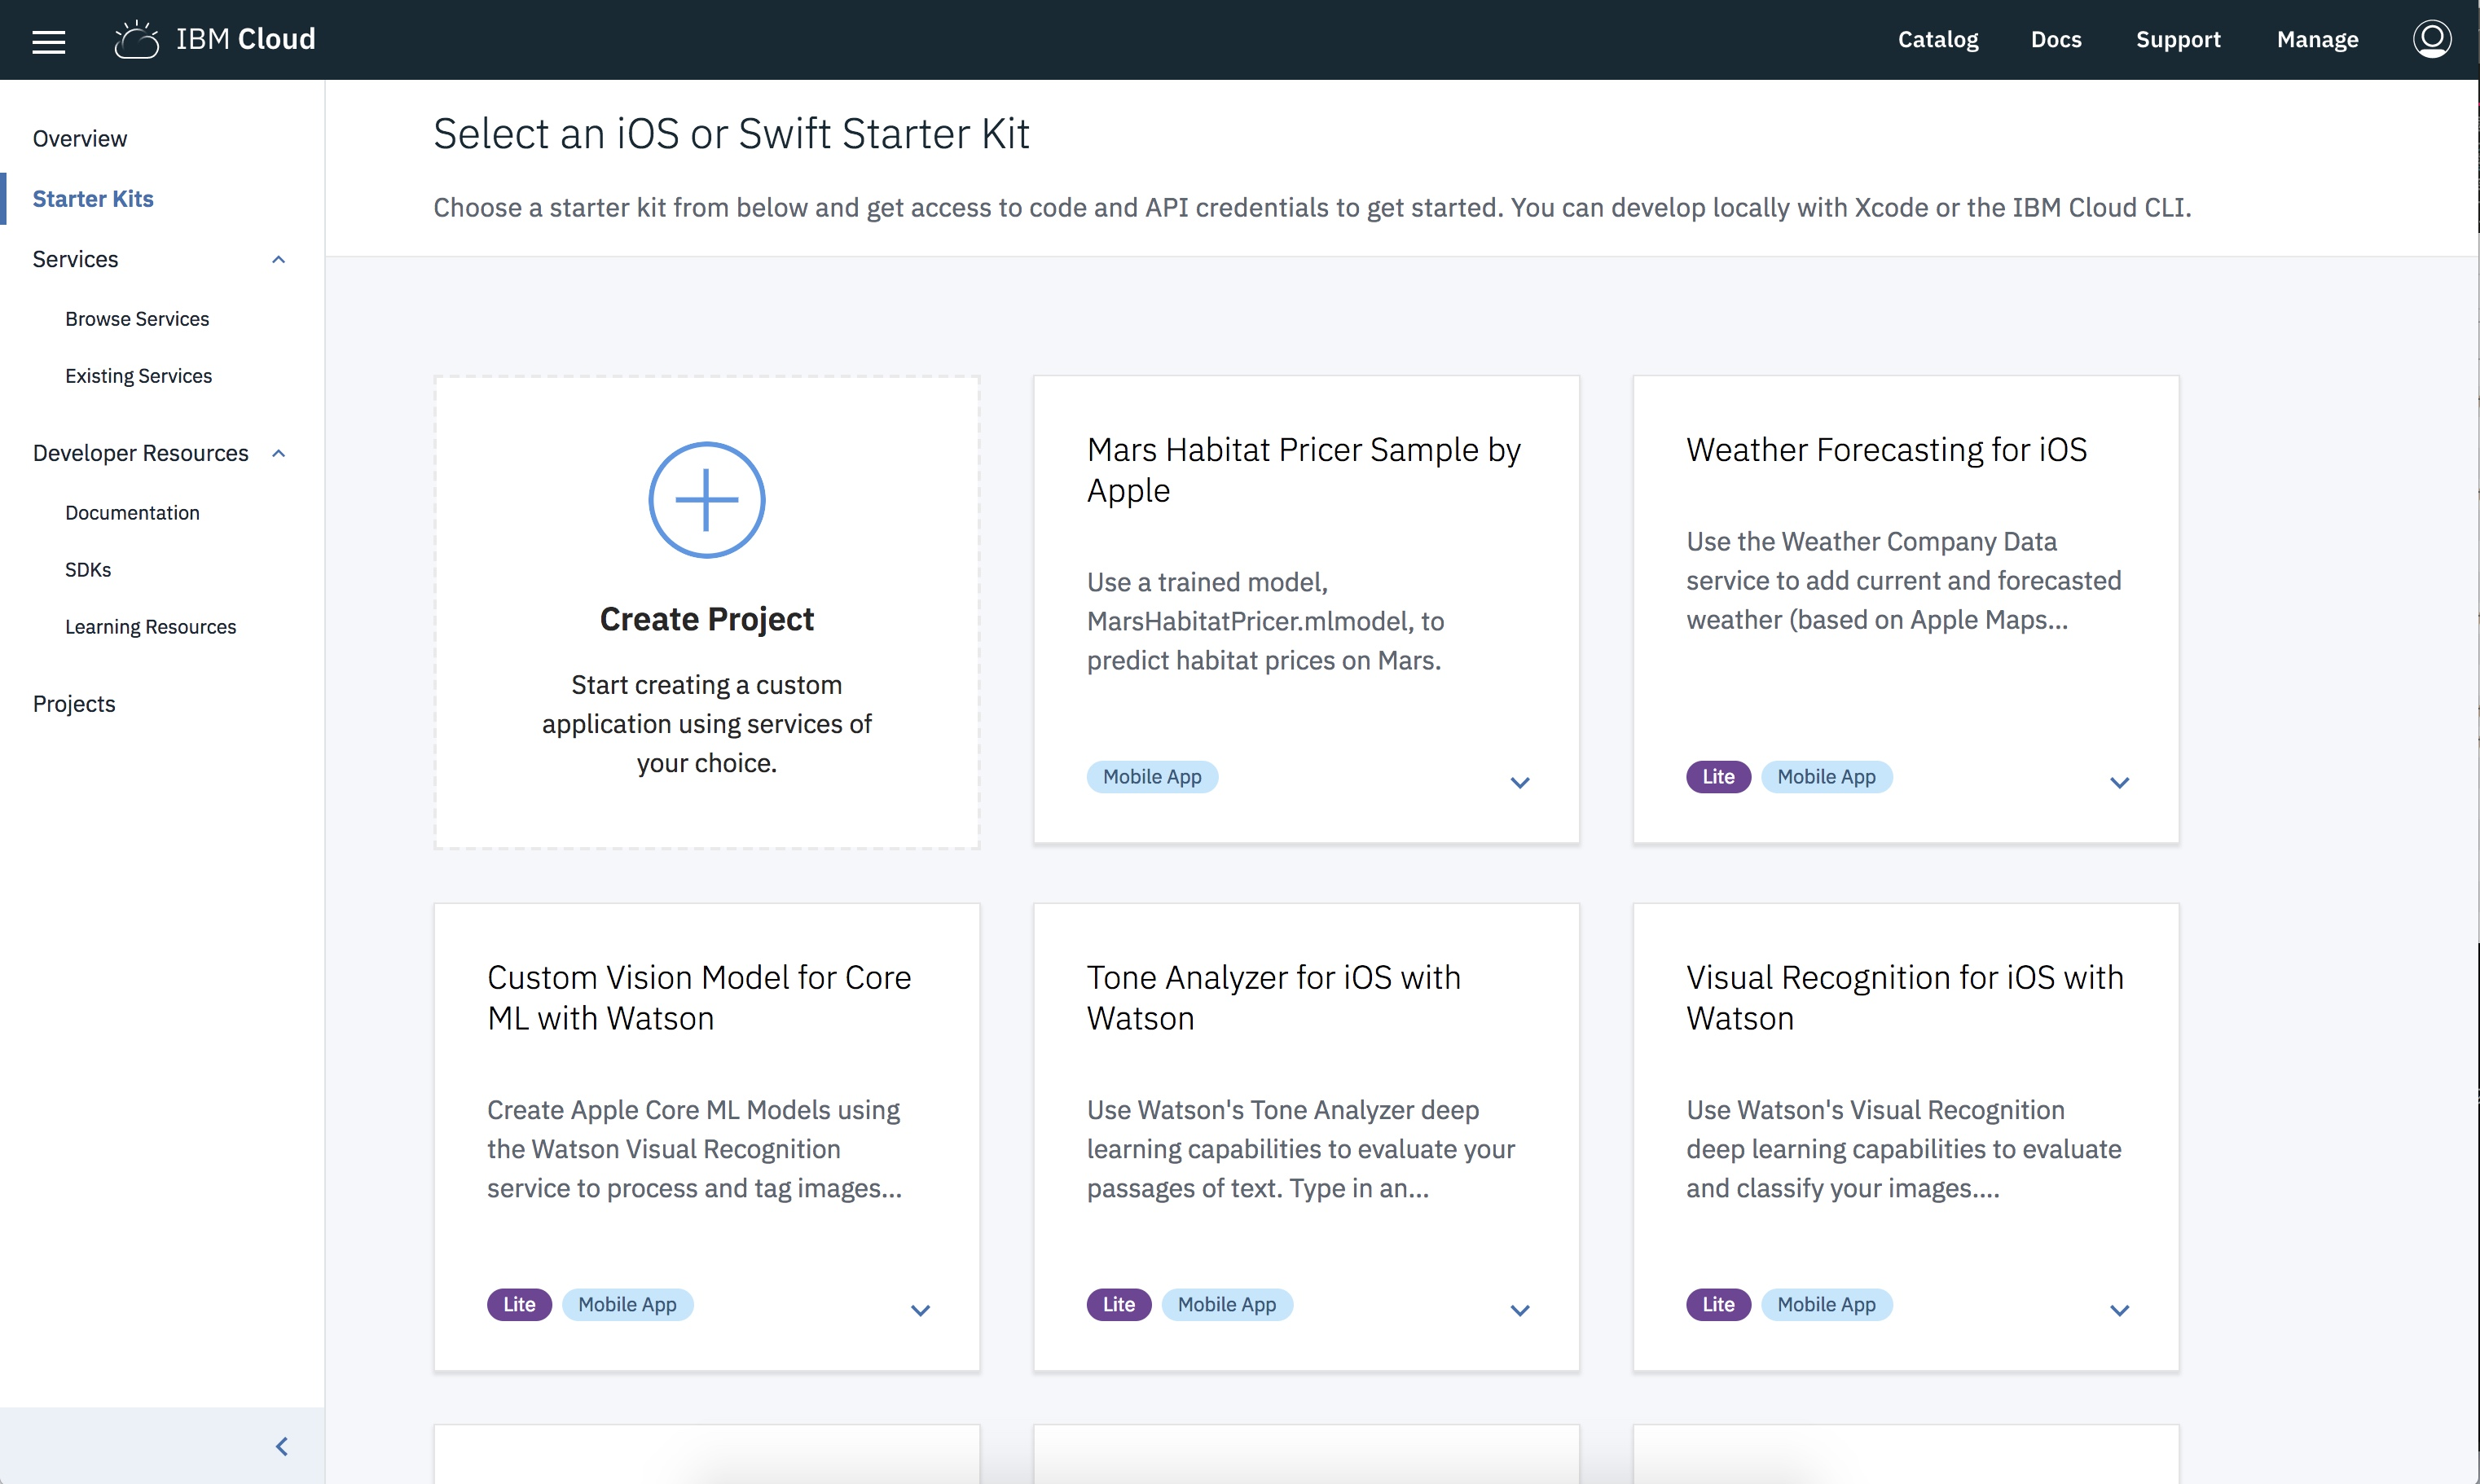 IBM Cloud
Catalog
Docs
Support
Manage
Overview
Starter Kits
Services
Browse Services
Existing Services
Developer Resources
Documentation
SDKs
Learning Resources
Projects
Select an iOS or Swift Starter Kit
Choose a starter kit from below and get access to code and API credentials to get started. You can develop locally with Xcode or the IBM Cloud CLI.
Create Project
Start creating a custom
application using services of
your choice.
Mars Habitat Pricer Sample by
Apple
Use a trained model,
MarsHabitatPricer.mlmodel, to
predict habitat prices on Mars.
Mobile App
Weather Forecasting for iOS
Use the Weather Company Data
service to add current and forecasted
weather (based on Apple Maps...
Lite
Mobile App
Custom Vision Model for Core
ML with Watson
Create Apple Core ML Models using
the Watson Visual Recognition
service to process and tag images...
Lite
Mobile App
Tone Analyzer for iOS with
Watson
Use Watson's Tone Analyzer deep
learning capabilities to evaluate your
passages of text. Type in an...
Lite
Mobile App
Visual Recognition for iOS with
Watson
Use Watson's Visual Recognition
deep learning capabilities to evaluate
and classify your images....
Lite
Mobile App